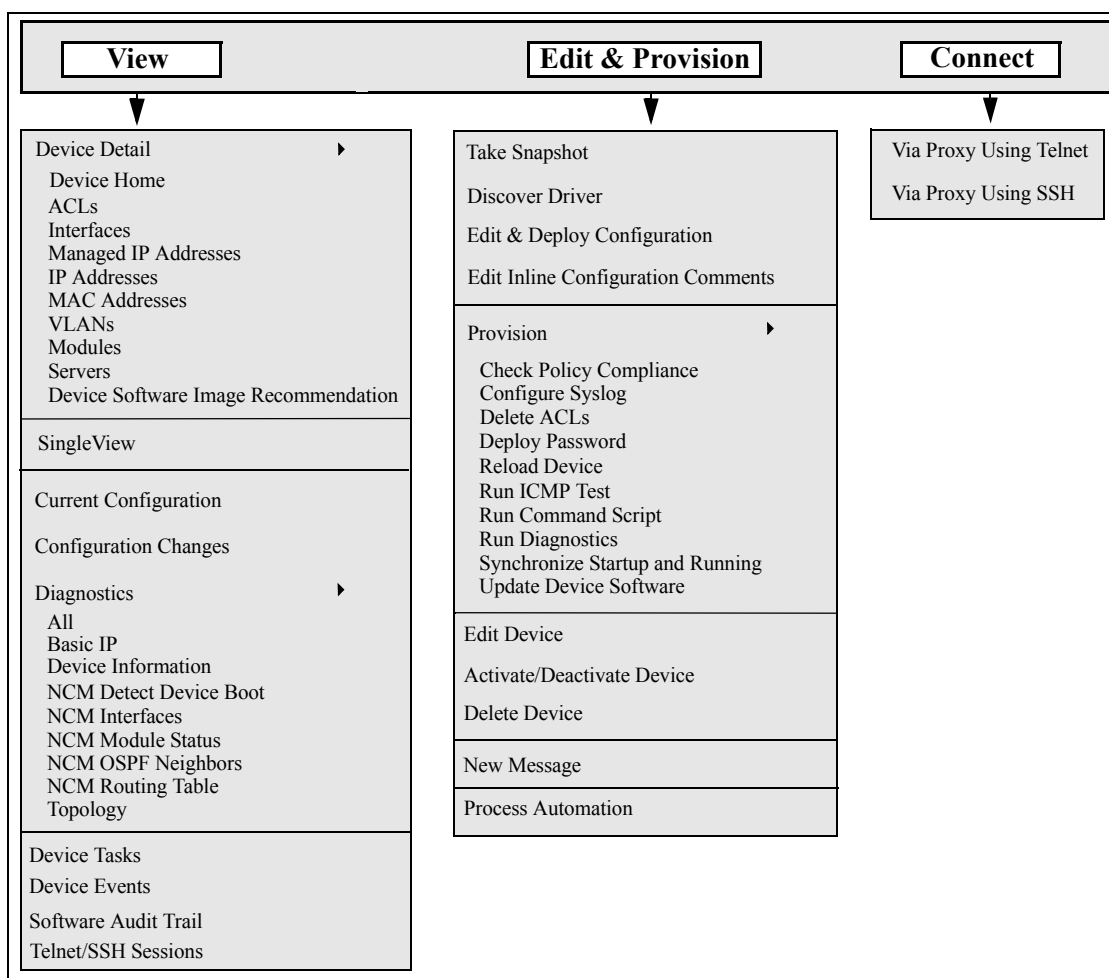 View
Edit & Provision
Connect
Device Detail
Device Home
ACLs
Interfaces
Managed IP Addresses
IP Addresses
MAC Addresses
VLANs
Modules
Servers
Device Software Image Recommendation
SingleView
Current Configuration
Configuration Changes
Diagnostics
All
Basic IP
Device Information
NCM Detect Device Boot
NCM Interfaces
NCM Module Status
NCM OSPF Neighbors
NCM Routing Table
Topology
Device Tasks
Device Events
Software Audit Trail
Telnet/SSH Sessions
Take Snapshot
Discover Driver
Edit & Deploy Configuration
Edit Inline Configuration Comments
Provision
Check Policy Compliance
Configure Syslog
Delete ACLs
Deploy Password
Reload Device
Run ICMP Test
Run Command Script
Run Diagnostics
Synchronize Startup and Running
Update Device Software
Edit Device
Activate/Deactivate Device
Delete Device
New Message
Process Automation
Via Proxy Using Telnet
Via Proxy Using SSH